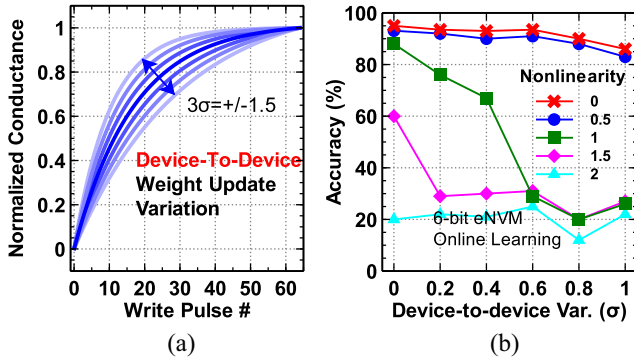 (a)
Normalized Conductance
1
0.8
0.6
0.4
0.2
0
3σ=+/-1.5
Device-To-Device
Weight Update
Variation
0 10 20 30 40 50 60
Write Pulse #
(a)
(b)
Accuracy (%)
100
80
60
40
20
0
Nonlinearity
0
0.5
1
1.5
2
6-bit eNVM
Online Learning
0 0.2 0.4 0.6 0.8 1
Device-to-device Var. (σ)
(b)